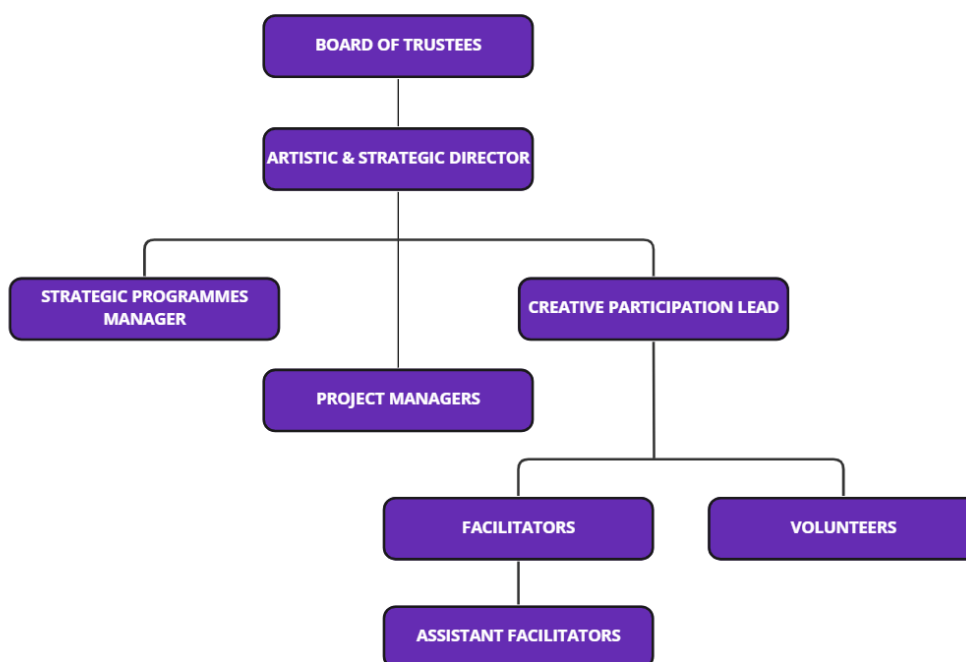 BOARD OF TRUSTEES
ARTISTIC & STRATEGIC DIRECTOR
STRATEGIC PROGRAMMES
MANAGER
CREATIVE PARTICIPATION LEAD
PROJECT MANAGERS
FACILITATORS
VOLUNTEERS
ASSISTANT FACILITATORS